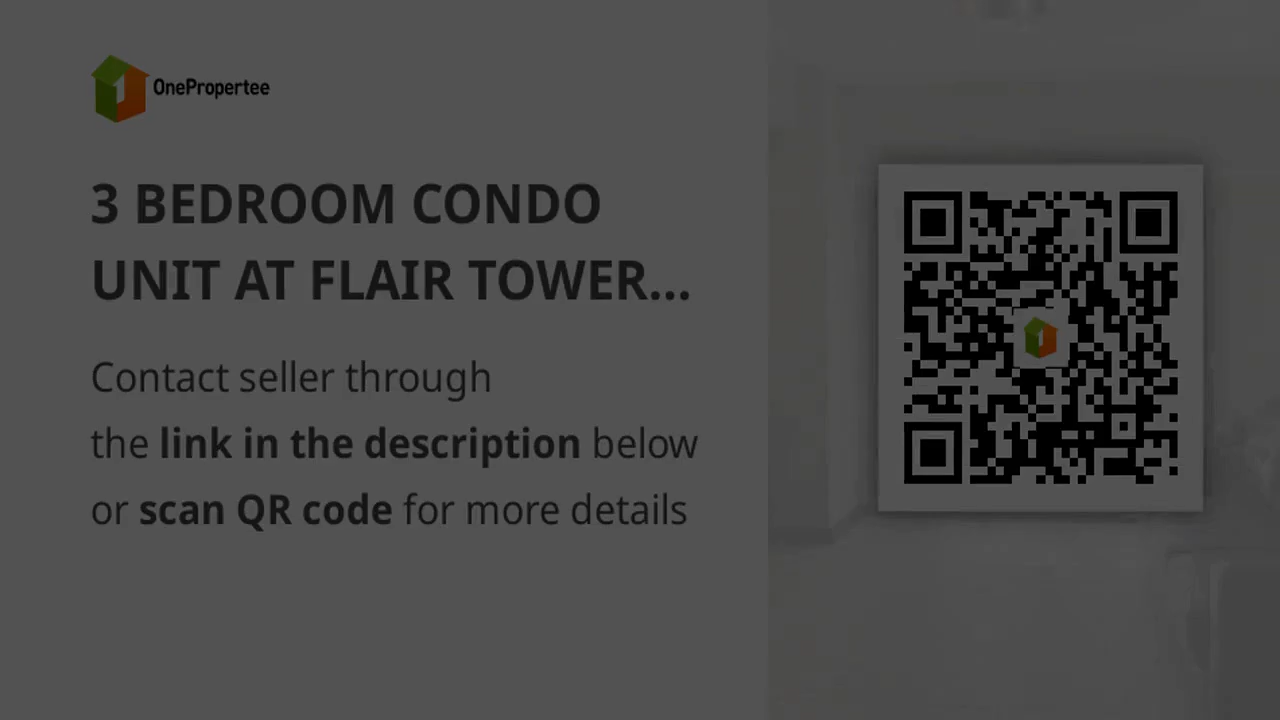 OnePropertee
3 BEDROOM CONDO
UNIT AT FLAIR TOWER...
Contact seller through
the link in the description below
or scan QR code for more details